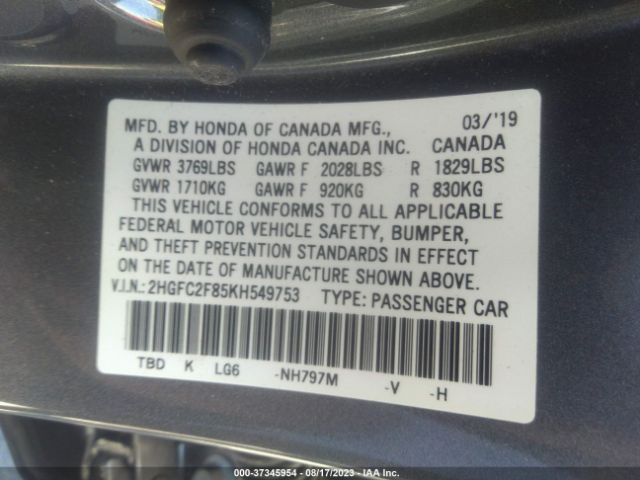 MFD. BY HONDA OF CANADA MFG., 03/'19
A DIVISION OF HONDA CANADA INC. CANADA
GVWR 3769LBS GAWR F 2028LBS R 1829LBS
GVWR 1710KG GAWR F 920KG R 830KG
THIS VEHICLE CONFORMS TO ALL APPLICABLE
FEDERAL MOTOR VEHICLE SAFETY, BUMPER,
AND THEFT PREVENTION STANDARDS IN EFFECT
ON THE DATE OF MANUFACTURE SHOWN ABOVE.
V.I.N.: 2HGFC2F85KH549753 TYPE: PASSENGER CAR
TBD K LG6 -NH797M -V -H
000-37345954 - 08/17/2023 - IAA Inc.